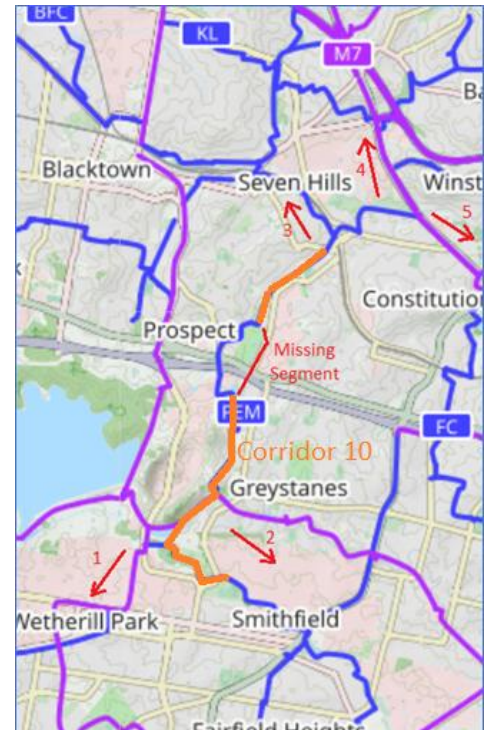 BFC
KL
M7
Ba
Blacktown
4
Seven Hills
Winst
5
3
Constitution
Prospect
Missing
Segment
FC
Corridor 10
Greystanes
2
1
Wetherill Park
Smithfield
Fairfield Heights